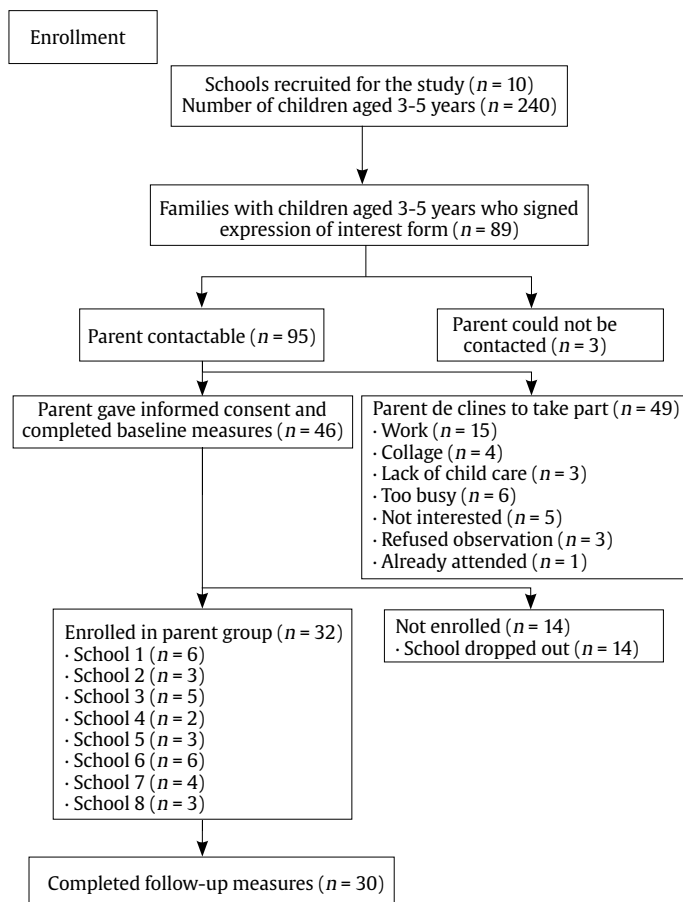 Enrollment
Schools recruited for the study (n = 10)
Number of children aged 3-5 years (n = 240)
Families with children aged 3-5 years who signed
expression of interest form (n = 89)
Parent contactable (n = 95)
Parent could not be
contacted (n = 3)
Parent gave informed consent and
completed baseline measures (n = 46)
Parent de clines to take part (n = 49)
· Work (n = 15)
· Collage (n = 4)
· Lack of child care (n = 3)
· Too busy (n = 6)
· Not interested (n = 5)
· Refused observation (n = 3)
· Already attended (n = 1)
Enrolled in parent group (n = 32)
· School 1 (n = 6)
· School 2 (n = 3)
· School 3 (n = 5)
· School 4 (n = 2)
· School 5 (n = 3)
· School 6 (n = 6)
· School 7 (n = 4)
· School 8 (n = 3)
Not enrolled (n = 14)
· School dropped out (n = 14)
Completed follow-up measures (n = 30)